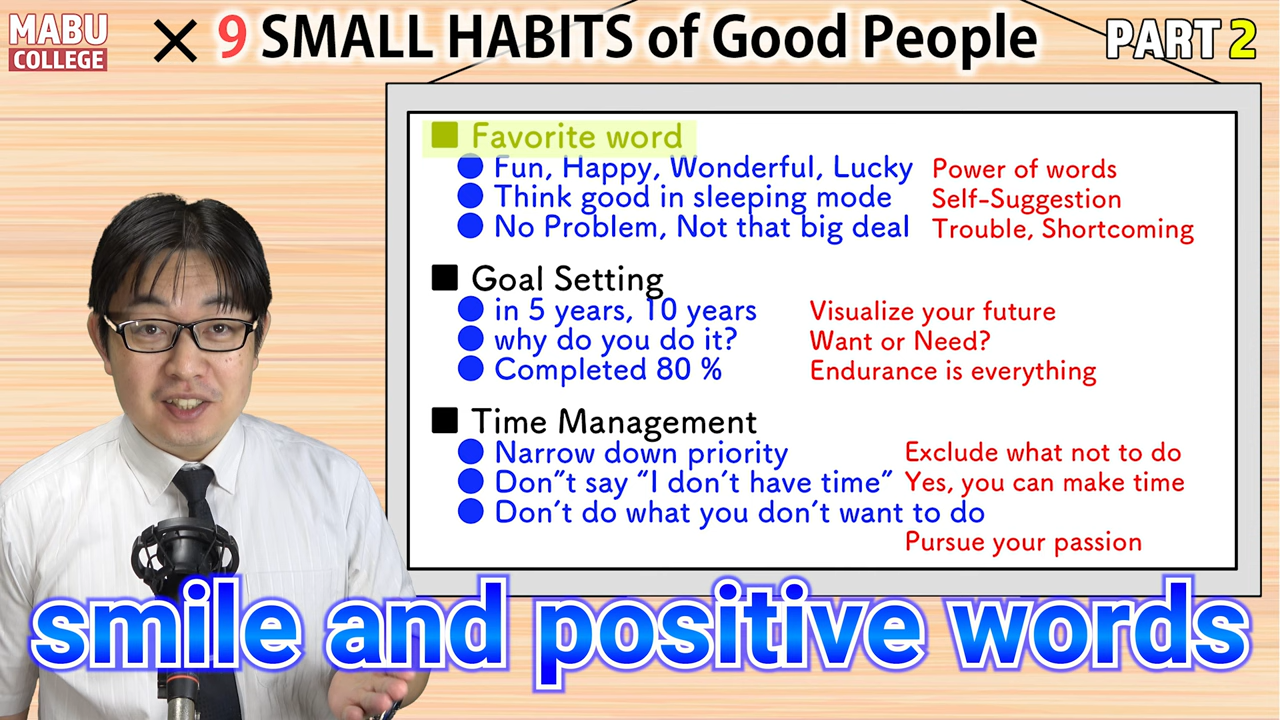 MABU
COLLEGE
× 9 SMALL HABITS of Good People
PART 2
■ Favorite word
● Fun, Happy, Wonderful, Lucky Power of words
● Think good in sleeping mode Self-Suggestion
● No Problem, Not that big deal Trouble, Shortcoming
■ Goal Setting
● in 5 years, 10 years Visualize your future
● why do you do it? Want or Need?
● Completed 80 % Endurance is everything
■ Time Management
● Narrow down priority Exclude what not to do
● Don”t say “I don’t have time” Yes, you can make time
● Don’t do what you don’t want to do
Pursue your passion
smile and positive words